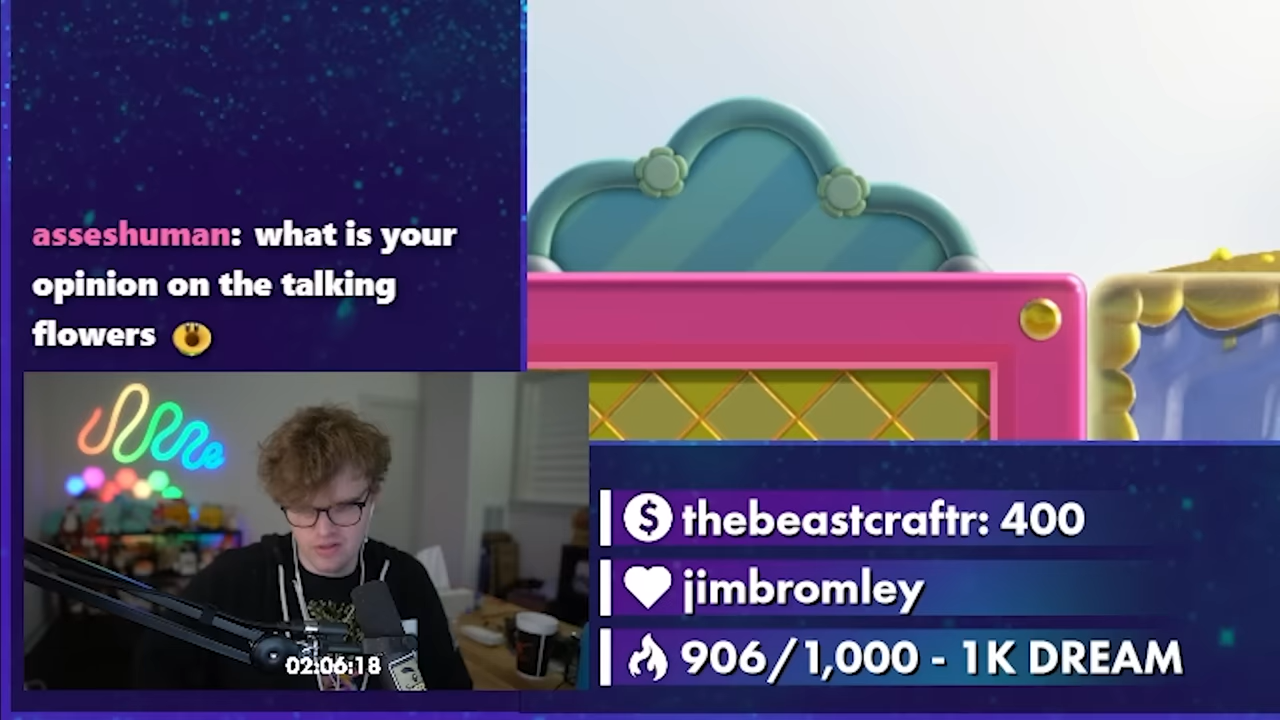 asseshuman: what is your
opinion on the talking
flowers
02:06:18
$ thebeastcraftr: 400
jimbromley
906/1,000 - 1K DREAM